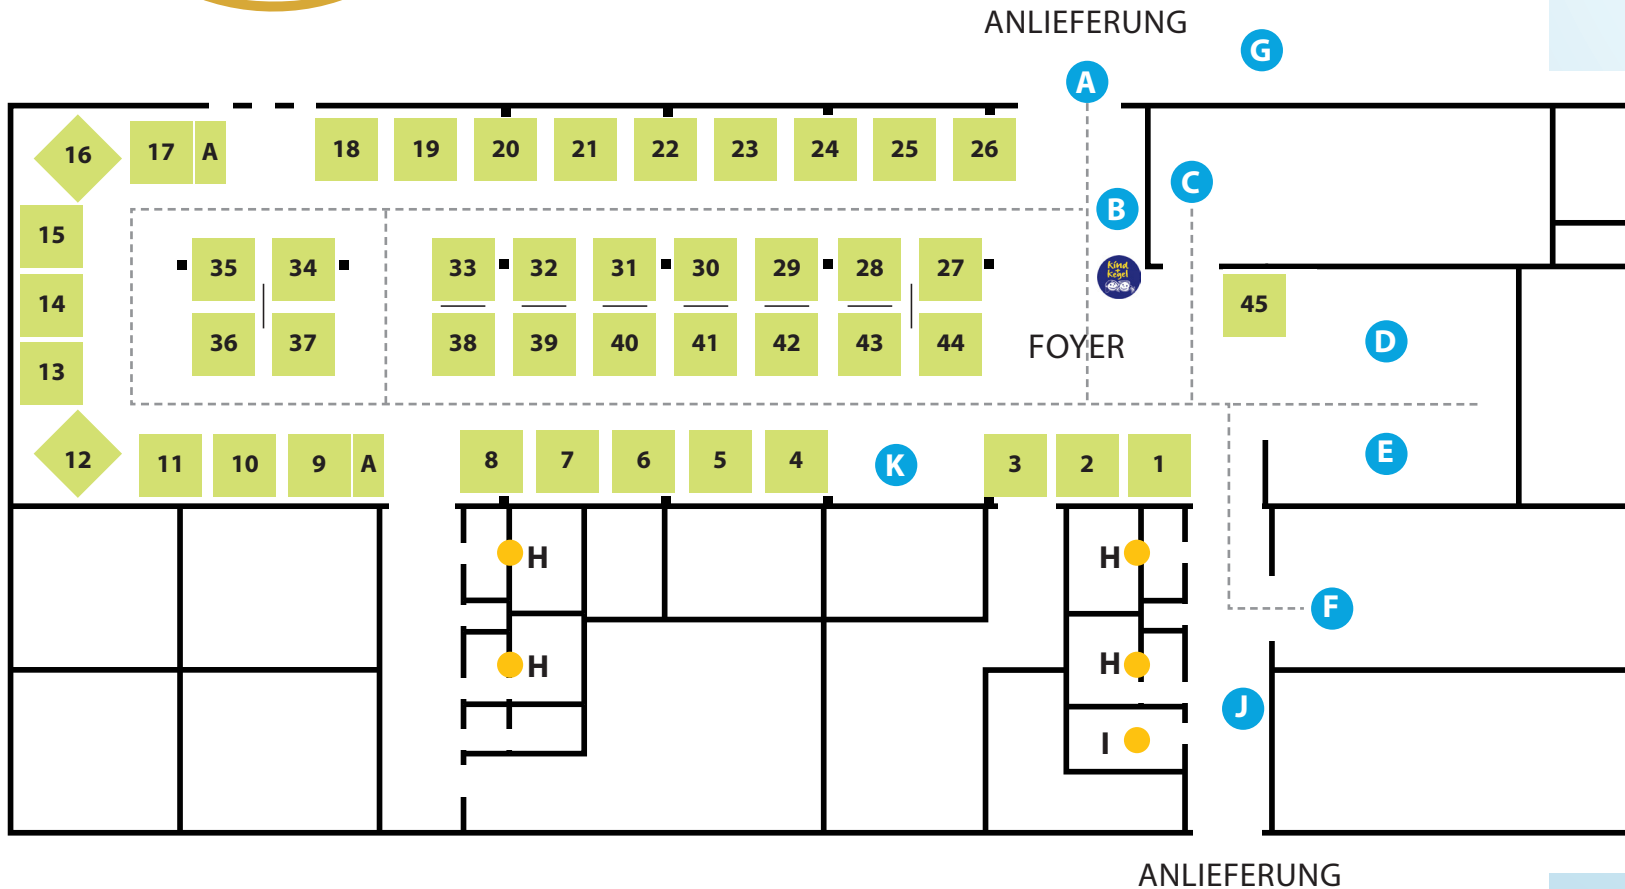 ANLIEFERUNG
G
A
16 17 A 18 19 20 21 22 23 24 25 26
C
B
15
35 34 33 32 31 30 29 28 27
Kind
Kegel
14 45
36 37 38 39 40 41 42 43 44 FOYER D
13
12 11 10 9 A 8 7 6 5 4 K 3 2 1 E
H H
F
H H
J
I
ANLIEFERUNG